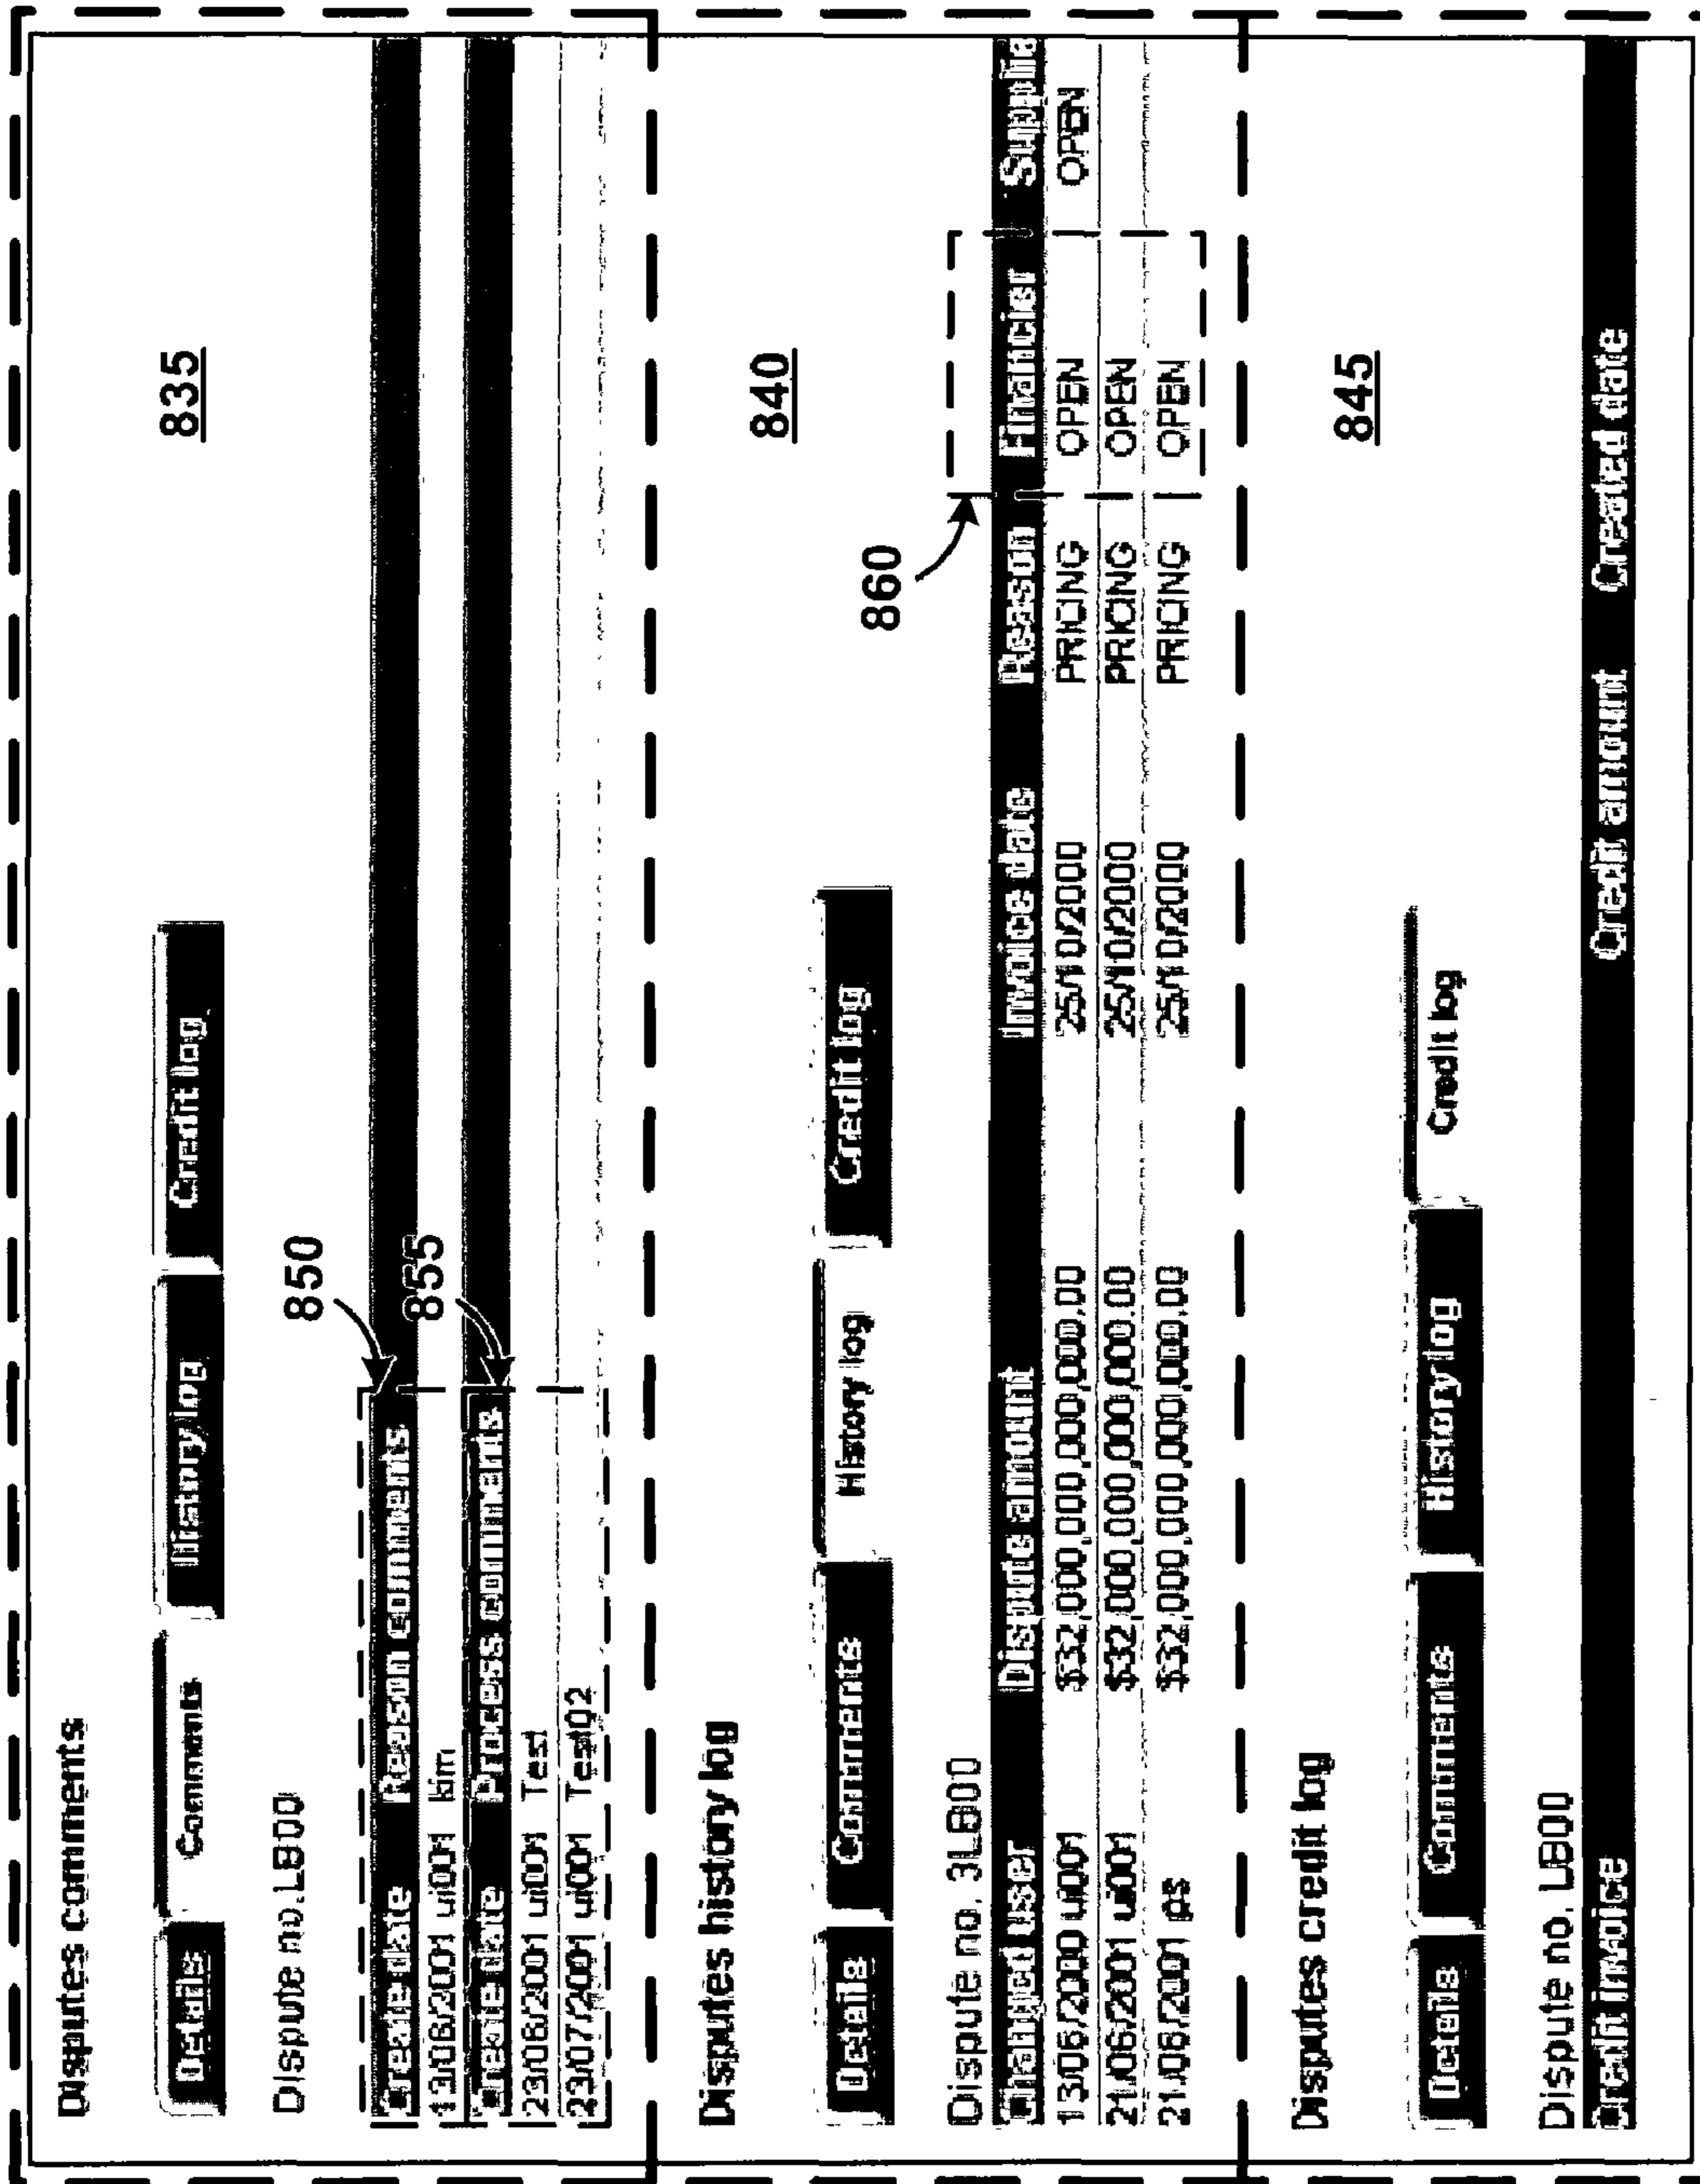 Disputes comments
835
Details Comments History log Credit log
Dispute no. LB00
850
Create date Reason comments
13/06/2001 ui001 kim
855
Create date Process comments
23/06/2001 ui001 Test
23/07/2001 ui001 Test02
Disputes history log
840
Details Comments History log Credit log
860
Dispute no. 3LB00
Changed user Dispute amount Invoice date Reason Financier
13/06/2000 ui001 $32,000,000,000.00 25/10/2000 PRICING OPEN OPEN
21/06/2001 ui001 $32,000,000,000.00 25/10/2000 PRICING OPEN
21/06/2001 ps $32,000,000,000.00 25/10/2000 PRICING OPEN
Disputes credit log
845
Details Comments History log Credit log
Dispute no. LB00
Credit invoice Credit amount Created date